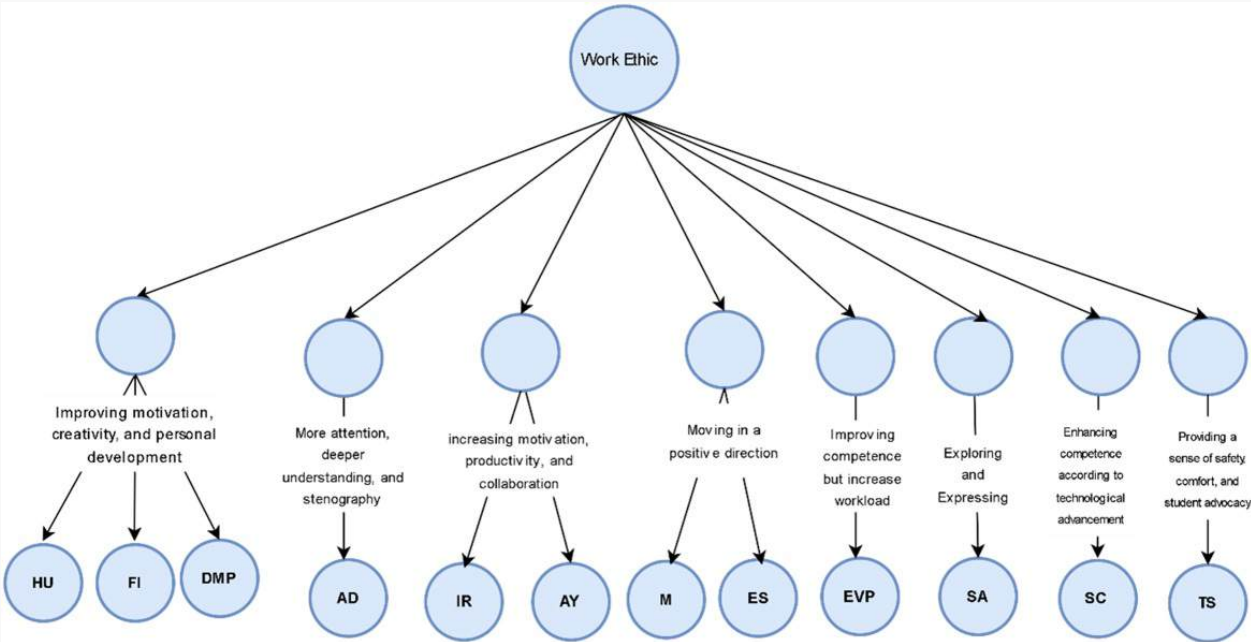 Work Ethic
Improving motivation,
creativity, and personal
development
More attention,
deeper
understanding, and
stenography
increasing motivation,
productivity, and
collaboration
Moving in a
positive direction
Improving
competence
but increase
workload
Exploring
and
Expressing
Enhancing
competence
according to
technological
advancement
Providing a
sense of safety,
comfort, and
student advocacy
HU
FI
DMP
AD
IR
AY
M
ES
EVP
SA
SC
TS